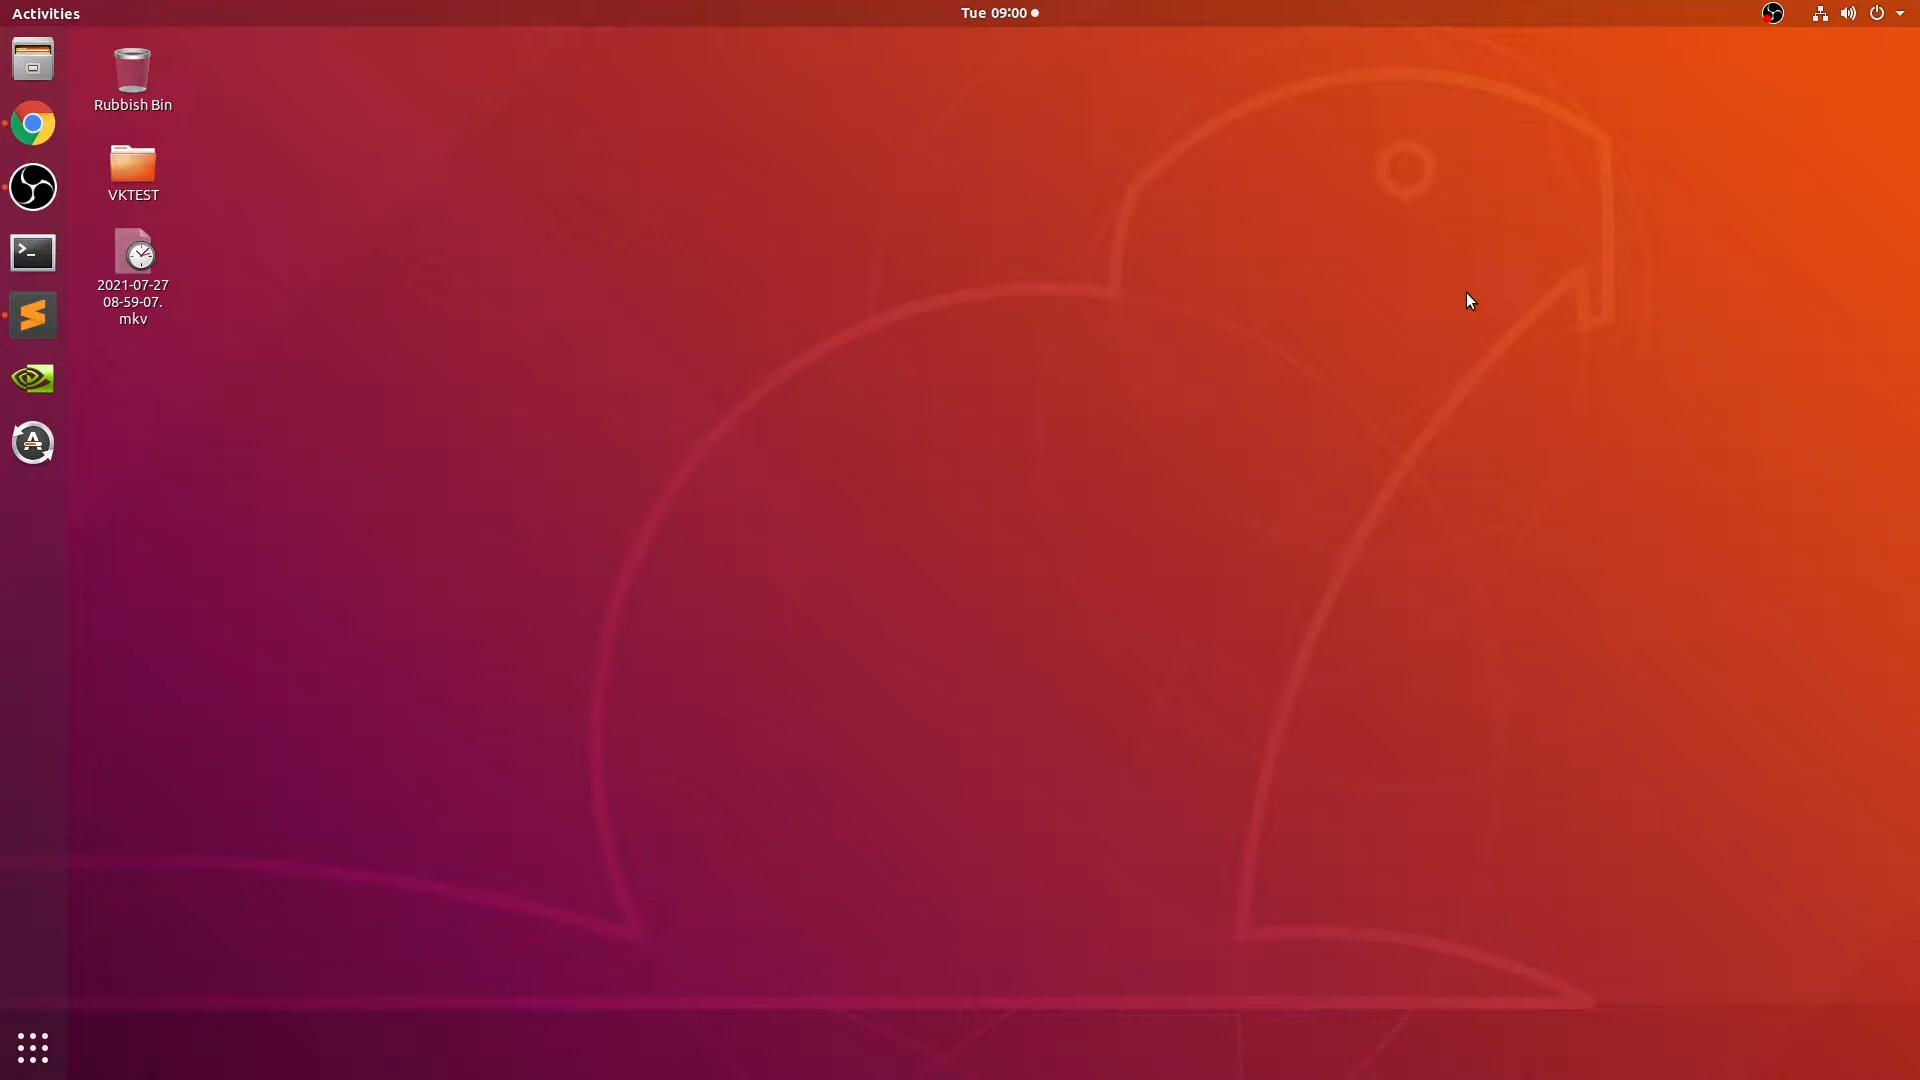 Activities
Tue 09:00
Rubbish Bin
VKTEST
2021-07-27
08-59-07.
mkv